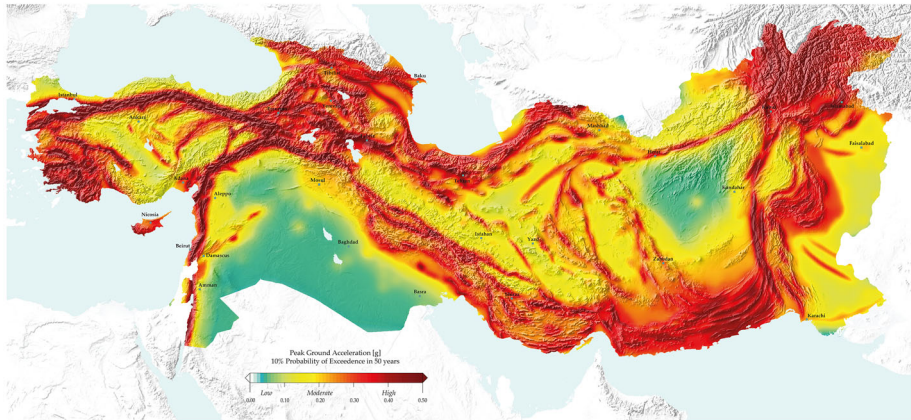 Istanbul
Ankara
Baku
Mashhad
Faisalabad
Kandahar
Mosul
Aleppo
Nicosia
Beirut
Damascus
Baghdad
Isfahan
Yazd
Zahidan
Amman
Basra
Karachi
Peak Ground Acceleration [g]
10% Probability of Exceedence in 50 years
Low Moderate High
0.00 0.10 0.20 0.30 0.40 0.50